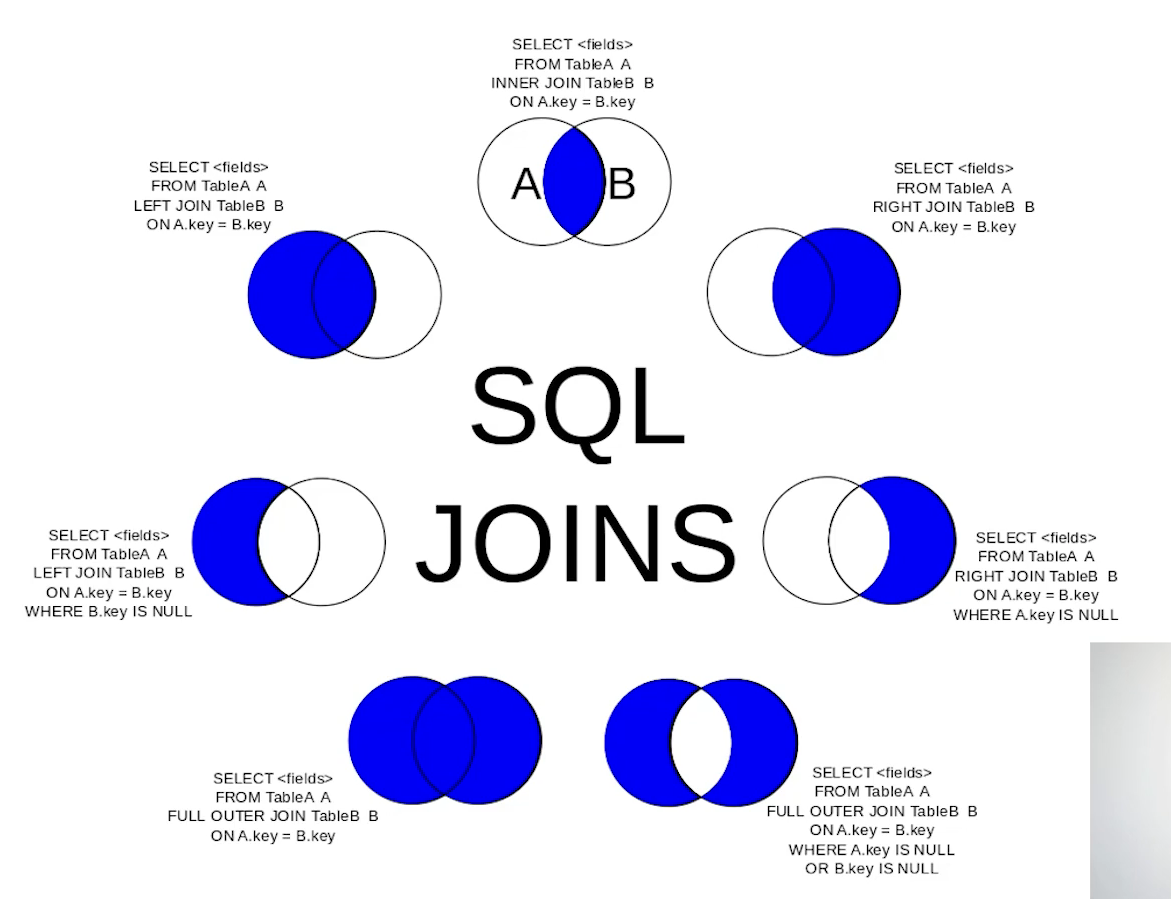 SELECT <fields>
FROM TableA A
INNER JOIN TableB B
ON A.key = B.key
A B
SELECT <fields>
FROM TableA A
LEFT JOIN TableB B
ON A.key = B.key
SELECT <fields>
FROM TableA A
RIGHT JOIN TableB B
ON A.key = B.key
SQL
JOINS
SELECT <fields>
FROM TableA A
LEFT JOIN TableB B
ON A.key = B.key
WHERE B.key IS NULL
SELECT <fields>
FROM TableA A
RIGHT JOIN TableB B
ON A.key = B.key
WHERE A.key IS NULL
SELECT <fields>
FROM TableA A
FULL OUTER JOIN TableB B
ON A.key = B.key
SELECT <fields>
FROM TableA A
FULL OUTER JOIN TableB B
ON A.key = B.key
WHERE A.key IS NULL
OR B.key IS NULL